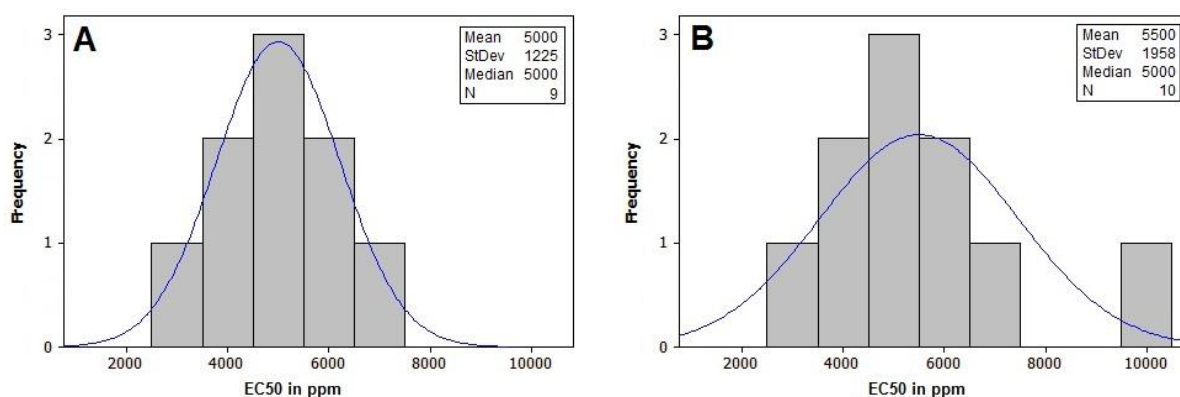 A
Mean 5000
StDev 1225
Median 5000
N 9
3
2
1
0
Frequency
2000 4000 6000 8000 10000
EC50 in ppm
B
Mean 5500
StDev 1958
Median 5000
N 10
3
2
1
0
Frequency
2000 4000 6000 8000 10000
EC50 in ppm